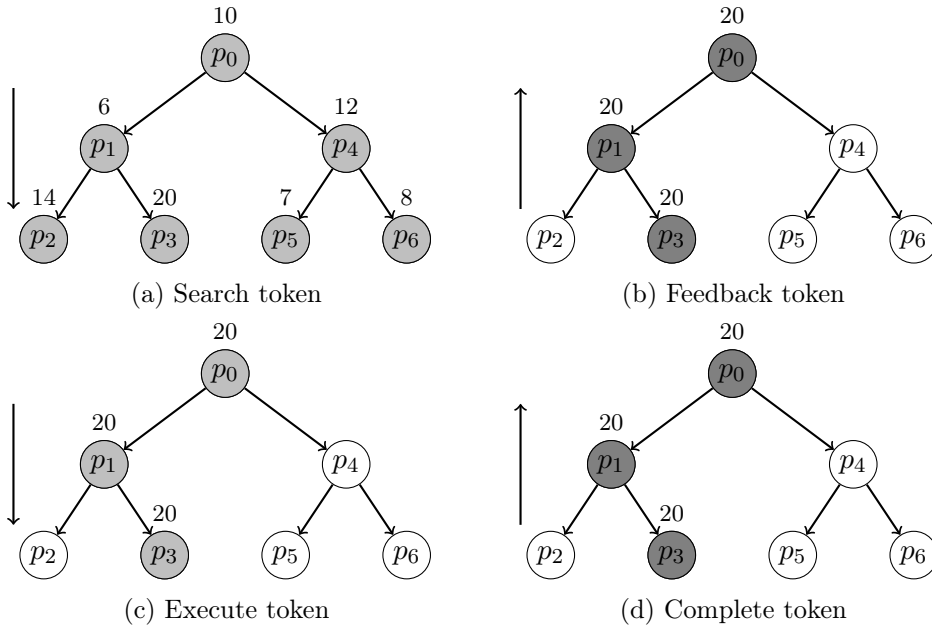 10
p0
6
12
p1
p4
14
20
7
8
p2
p3
p5
p6
(a) Search token
20
p0
20
p1
p4
20
p2
p3
p5
p6
(b) Feedback token
20
p0
20
p1
p4
20
p2
p3
p5
p6
(c) Execute token
20
p0
20
p1
p4
20
p2
p3
p5
p6
(d) Complete token